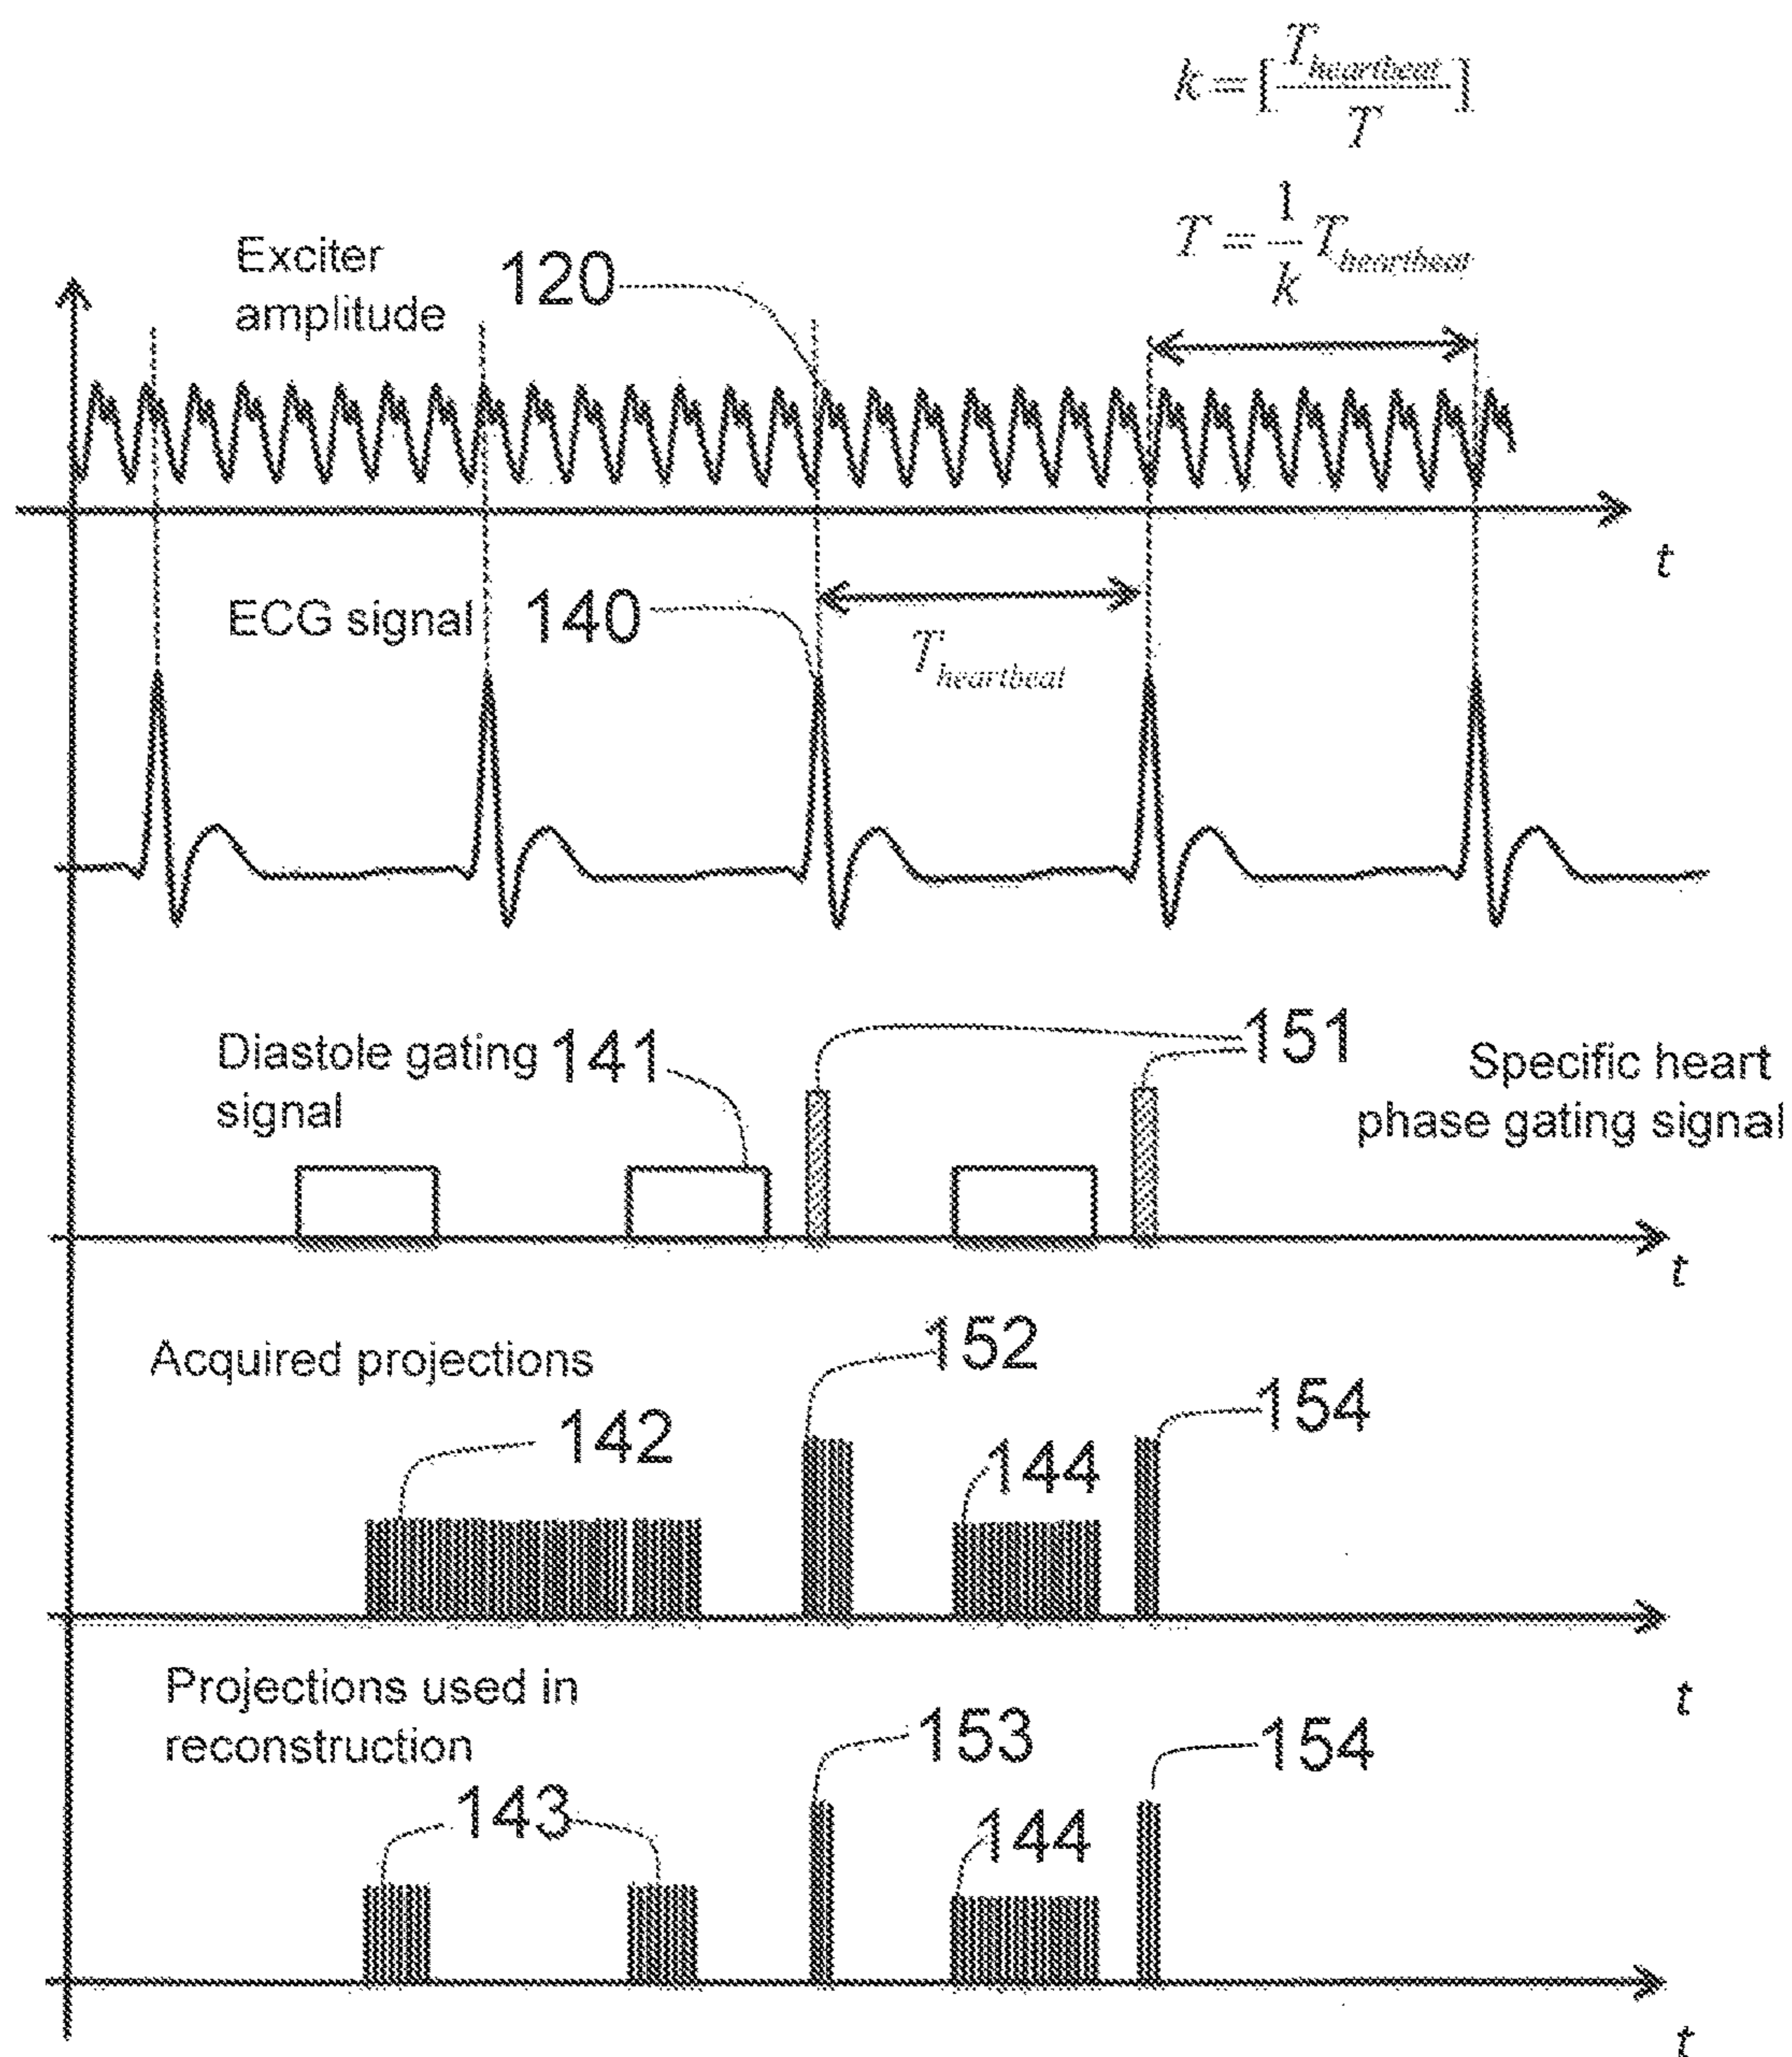 k = [T_heartbeat / T]
T = 1/k T_heartbeat
Exciter
amplitude
120
t
ECG signal
140
T_heartbeat
Diastole gating
signal
141
151
Specific heart
phase gating signal
t
Acquired projections
142
152
144
154
t
Projections used in
reconstruction
143
153
144
154
t